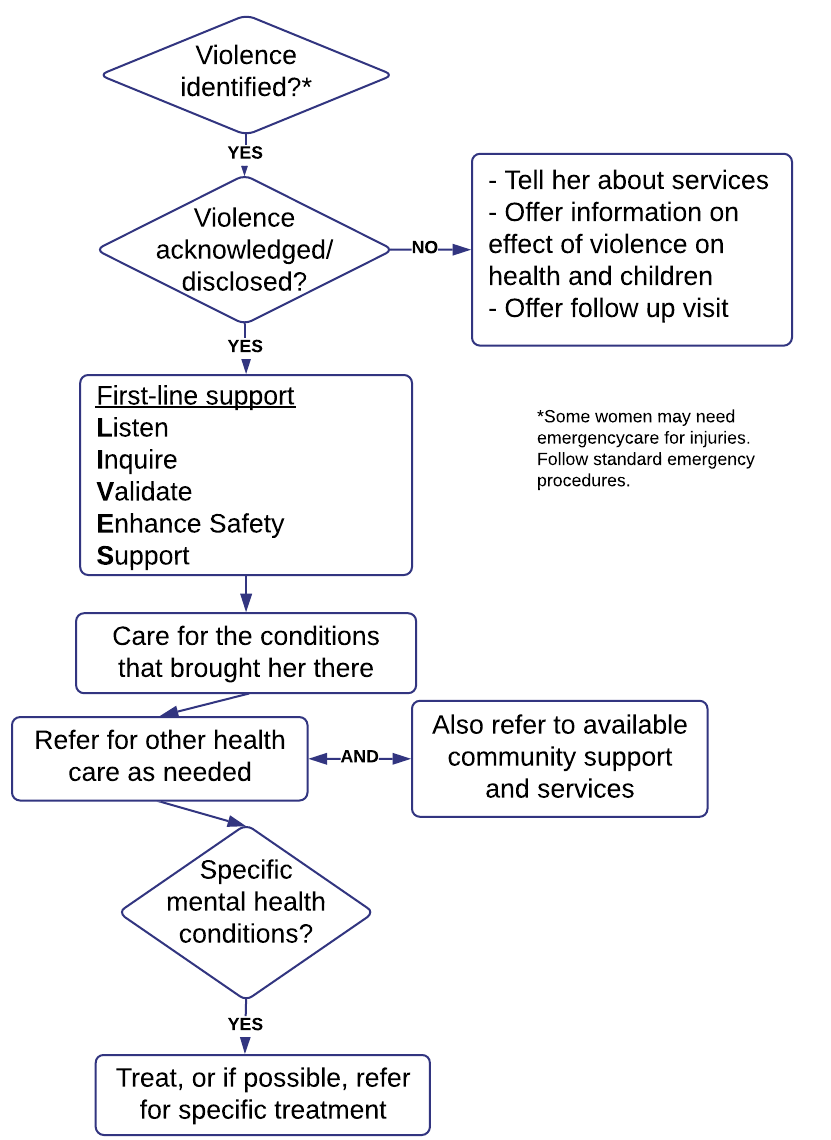 Violence
identified?*
YES
Violence
acknowledged/
disclosed?
NO
- Tell her about services
- Offer information on
effect of violence on
health and children
- Offer follow up visit
YES
First-line support
Listen
Inquire
Validate
Enhance Safety
Support
*Some women may need
emergencycare for injuries.
Follow standard emergency
procedures.
Care for the conditions
that brought her there
Refer for other health
care as needed
AND
Also refer to available
community support
and services
Specific
mental health
conditions?
YES
Treat, or if possible, refer
for specific treatment